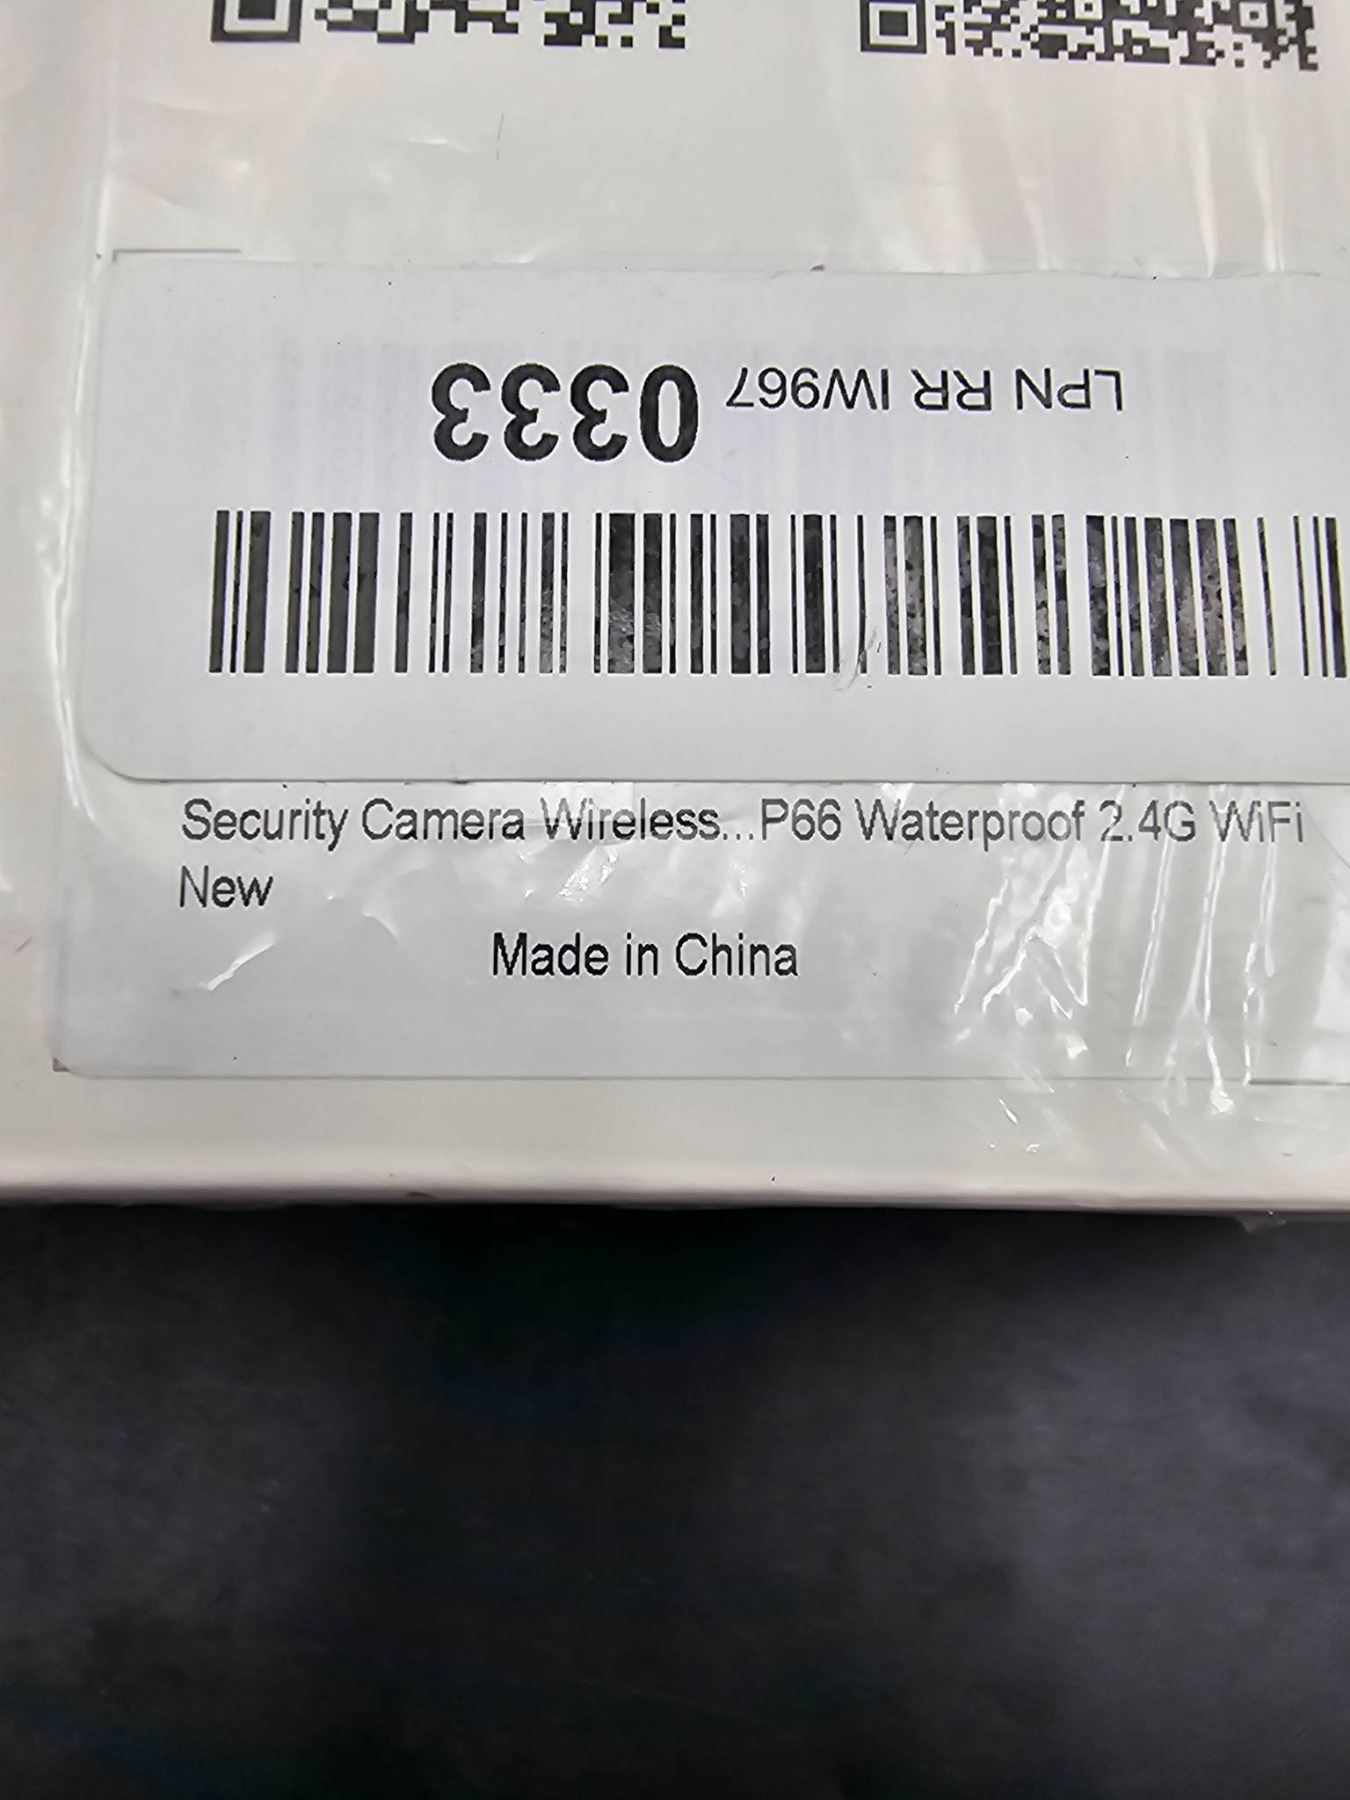 LPN RR IW967 0333
Security Camera Wireless...P66 Waterproof 2.4G WiFi
New
Made in China